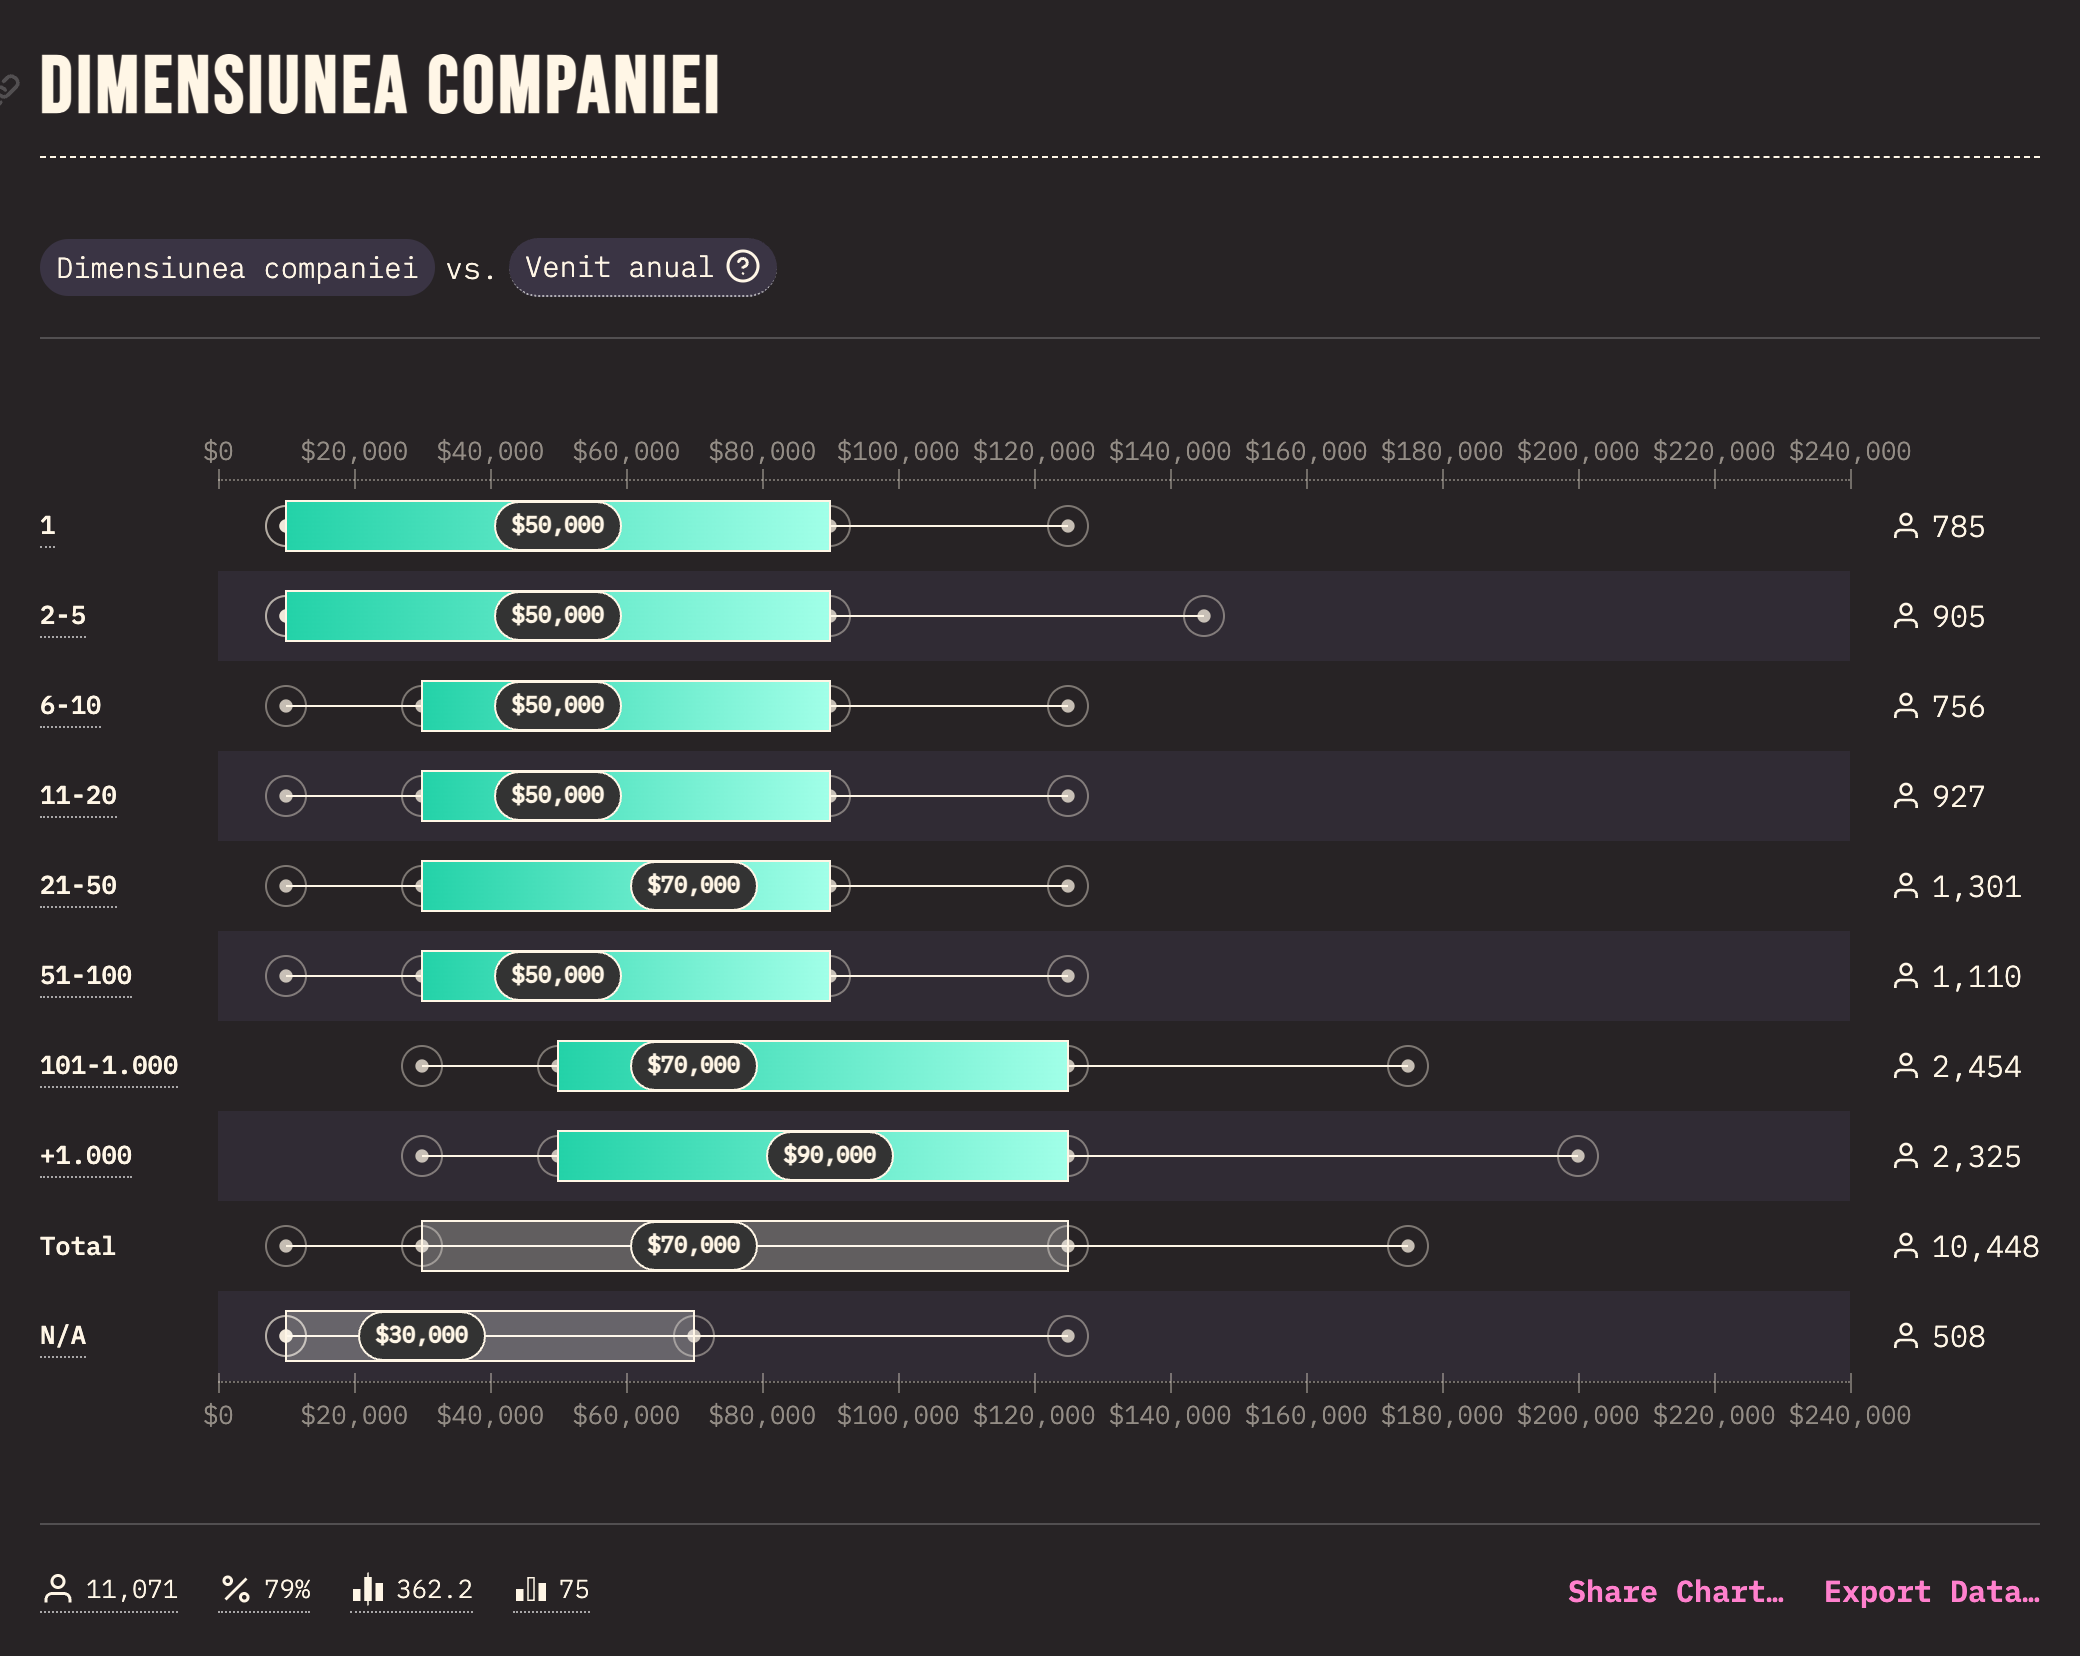 DIMENSIUNEA COMPANIEI
Dimensiunea companiei vs. Venit anual
$0 $20,000 $40,000 $60,000 $80,000 $100,000 $120,000 $140,000 $160,000 $180,000 $200,000 $220,000 $240,000
1 $50,000 785
2-5 $50,000 905
6-10 $50,000 756
11-20 $50,000 927
21-50 $70,000 1,301
51-100 $50,000 1,110
101-1.000 $70,000 2,454
+1.000 $90,000 2,325
Total $70,000 10,448
N/A $30,000 508
$0 $20,000 $40,000 $60,000 $80,000 $100,000 $120,000 $140,000 $160,000 $180,000 $200,000 $220,000 $240,000
11,071 79% 362.2 75 Share Chart… Export Data…